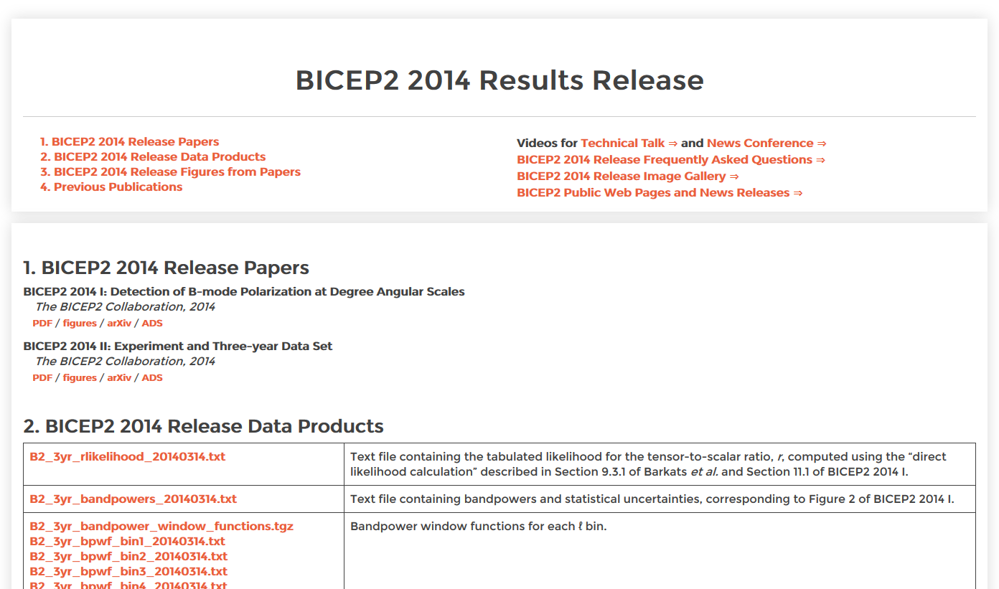 BICEP2 2014 Results Release
1. BICEP2 2014 Release Papers
2. BICEP2 2014 Release Data Products
3. BICEP2 2014 Release Figures from Papers
4. Previous Publications
Videos for Technical Talk ⇒ and News Conference ⇒
BICEP2 2014 Release Frequently Asked Questions ⇒
BICEP2 2014 Release Image Gallery ⇒
BICEP2 Public Web Pages and News Releases ⇒
1. BICEP2 2014 Release Papers
BICEP2 2014 I: Detection of B-mode Polarization at Degree Angular Scales
The BICEP2 Collaboration, 2014
PDF / figures / arXiv / ADS
BICEP2 2014 II: Experiment and Three-year Data Set
The BICEP2 Collaboration, 2014
PDF / figures / arXiv / ADS
2. BICEP2 2014 Release Data Products
B2_3yr_rlikelihood_20140314.txt
Text file containing the tabulated likelihood for the tensor-to-scalar ratio, r, computed using the “direct
likelihood calculation” described in Section 9.3.1 of Barkats et al. and Section 11.1 of BICEP2 2014 I.
B2_3yr_bandpowers_20140314.txt
Text file containing bandpowers and statistical uncertainties, corresponding to Figure 2 of BICEP2 2014 I.
B2_3yr_bandpower_window_functions.tgz
B2_3yr_bpwf_bin1_20140314.txt
B2_3yr_bpwf_bin2_20140314.txt
B2_3yr_bpwf_bin3_20140314.txt
B2_3yr_bpwf_bin4_20140314.txt
Bandpower window functions for each ℓ bin.